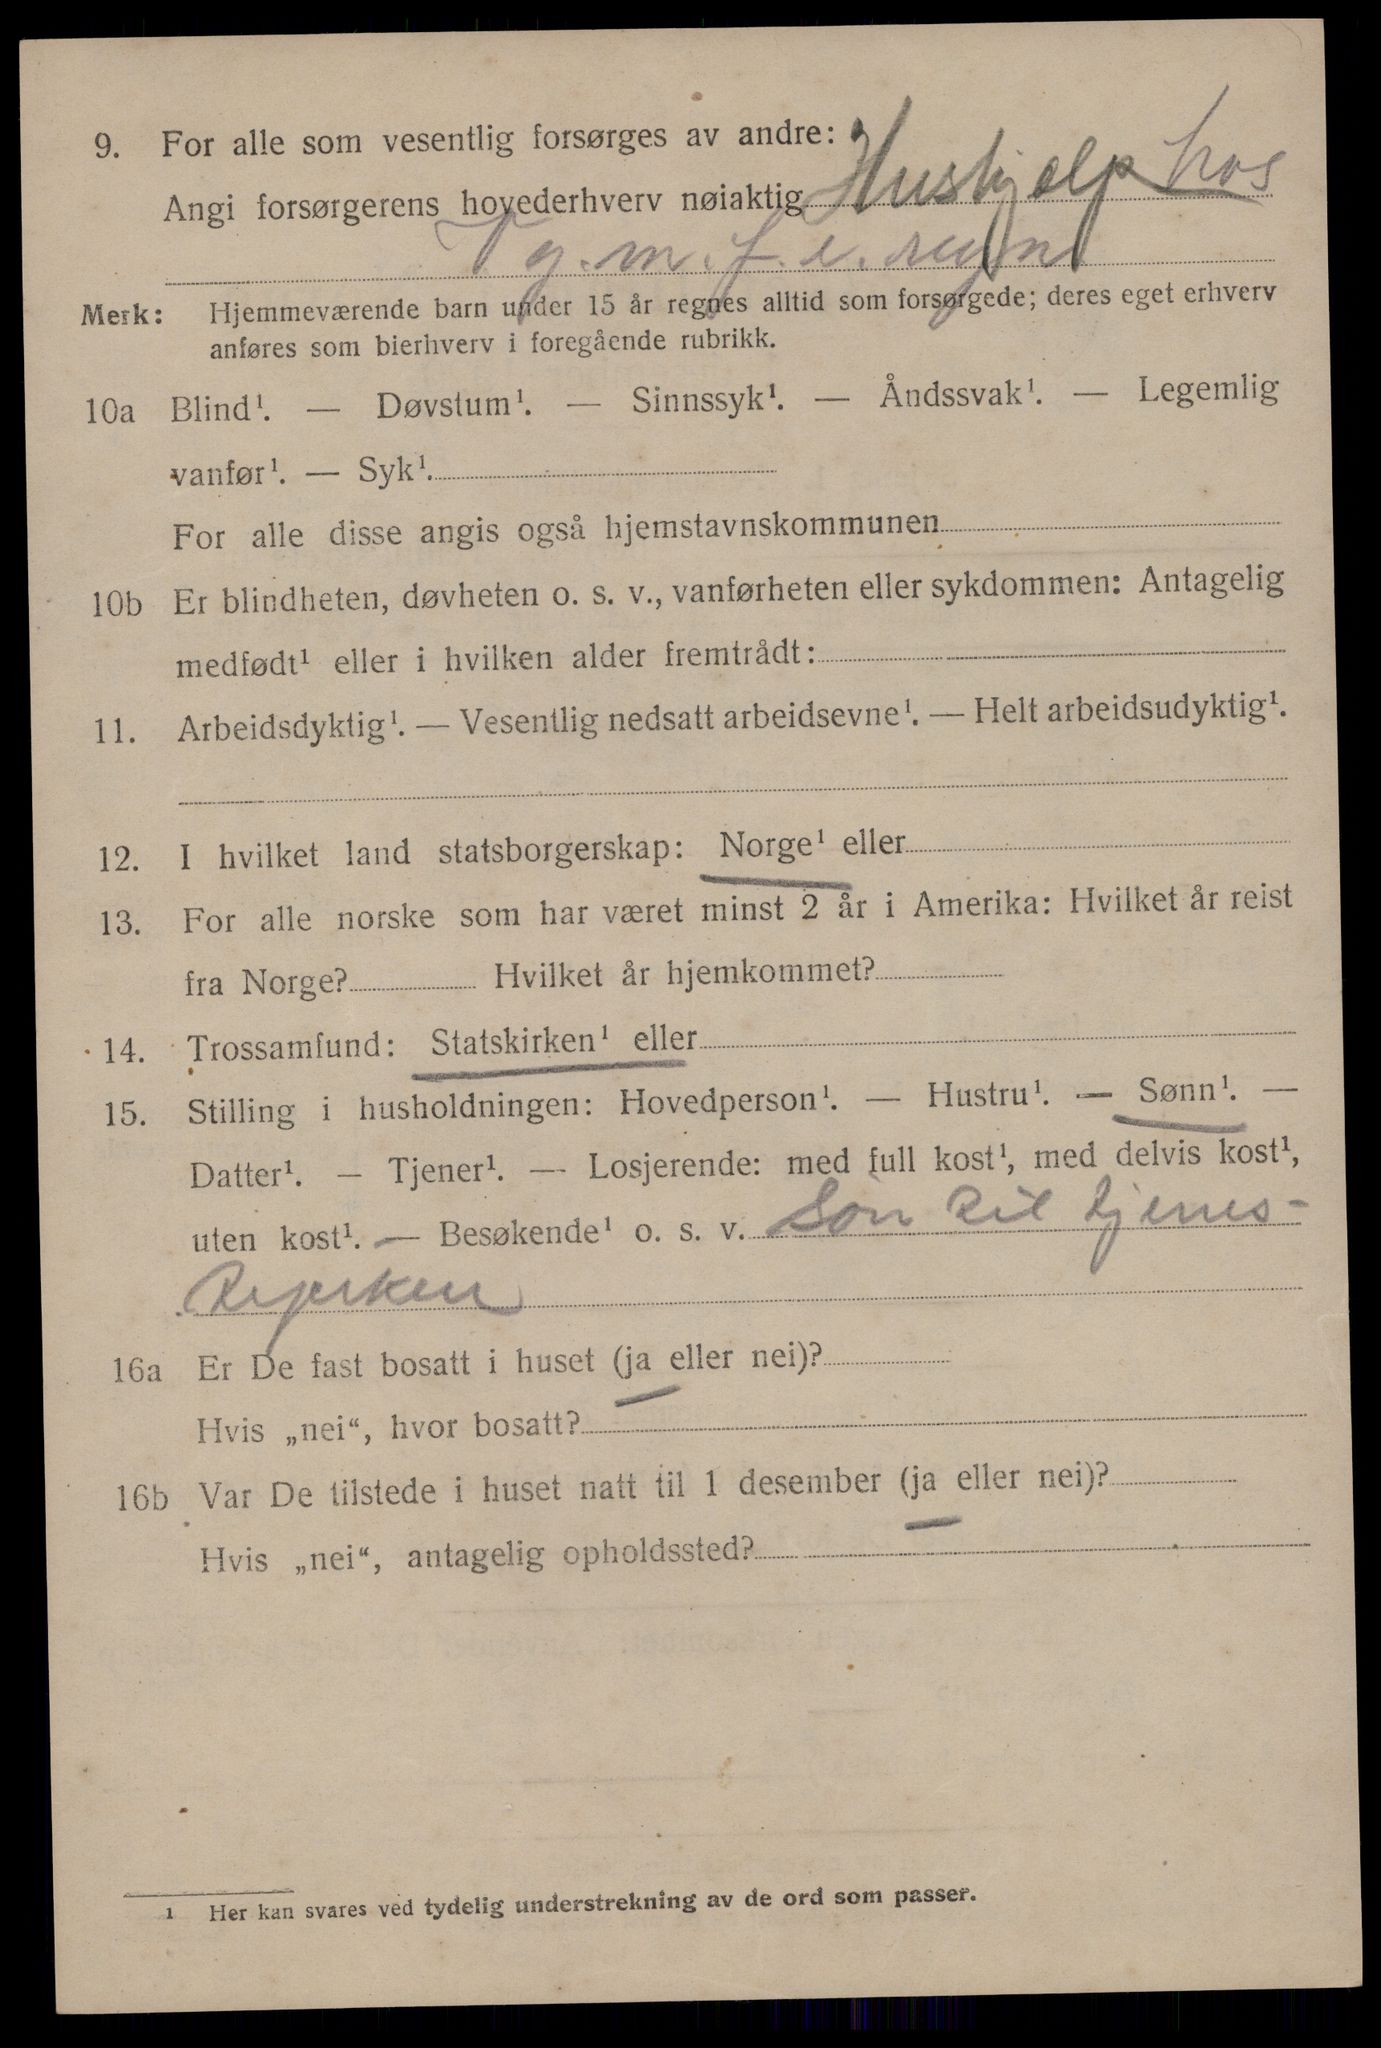 9. For alle som vesentlig forsørges av andre:
Angi forsørgerens hovederhverv nøiaktig Hushjelp hos
g. m. f. e. regn
Merk: Hjemmeværende barn under 15 år regnes alltid som forsørgede; deres eget erhverv
anføres som bierhverv i foregående rubrikk.
10a Blind¹. — Døvstum¹. — Sinnssyk¹. — Åndssvak¹. — Legemlig
vanfør¹. — Syk¹.
For alle disse angis også hjemstavnskommunen
10b Er blindheten, døvheten o. s. v., vanførheten eller sykdommen: Antagelig
medfødt¹ eller i hvilken alder fremtrådt:
11. Arbeidsdyktig¹. — Vesentlig nedsatt arbeidsevne¹. — Helt arbeidsudyktig¹.
12. I hvilket land statsborgerskap: Norge¹ eller
13. For alle norske som har været minst 2 år i Amerika: Hvilket år reist
fra Norge? Hvilket år hjemkommet?
14. Trossamfund: Statskirken¹ eller
15. Stilling i husholdningen: Hovedperson¹. — Hustru¹. — Sønn¹. —
Datter¹. — Tjener¹. — Losjerende: med full kost¹, med delvis kost¹,
uten kost¹. — Besøkende¹ o. s. v. Søn til tjenes-
16a Er De fast bosatt i huset (ja eller nei)?
Hvis „nei“, hvor bosatt?
16b Var De tilstede i huset natt til 1 desember (ja eller nei)?
Hvis „nei“, antagelig opholdssted?
1 Her kan svares ved tydelig understrekning av de ord som passer.